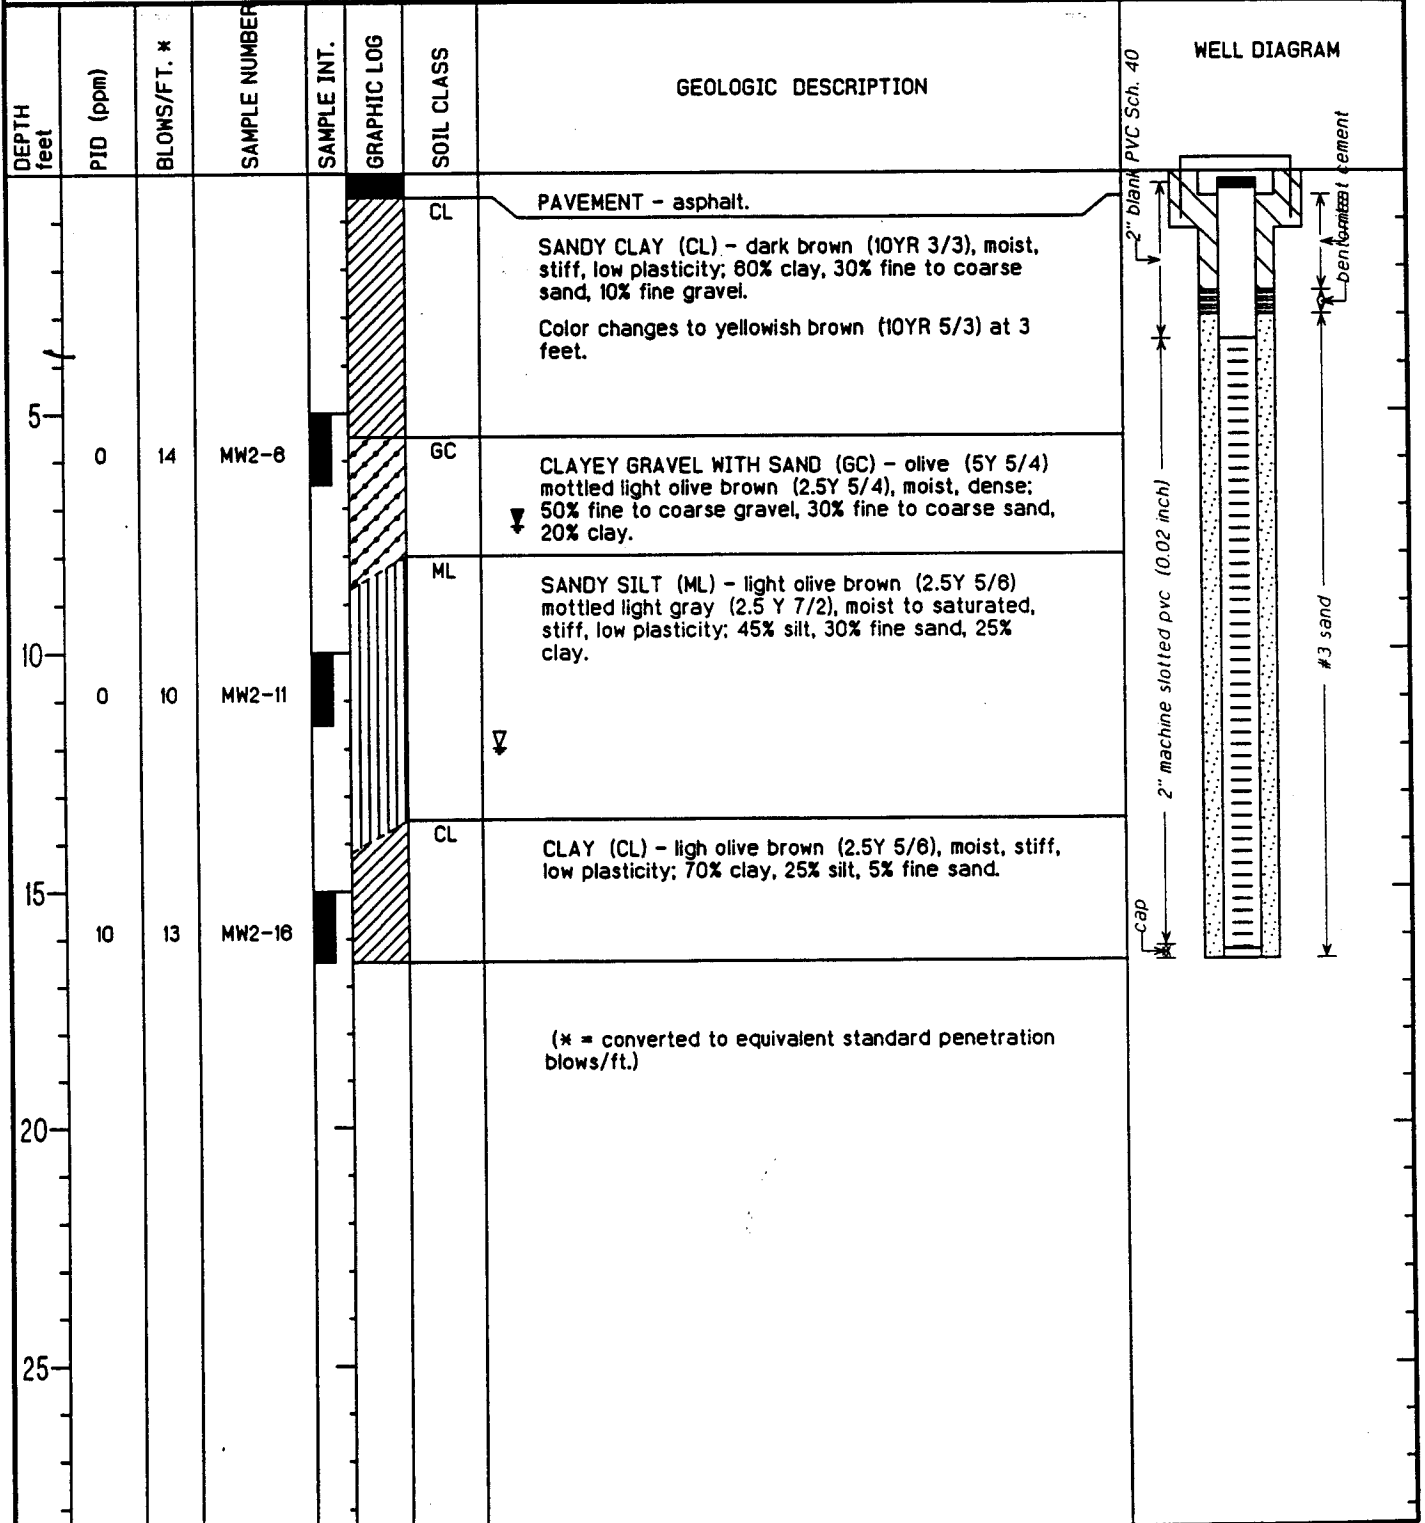 DEPTH
feet
PID (ppm)
BLOWS/FT. *
SAMPLE NUMBER
SAMPLE INT.
GRAPHIC LOG
SOIL CLASS
GEOLOGIC DESCRIPTION
WELL DIAGRAM
PAVEMENT - asphalt.
CL
SANDY CLAY (CL) - dark brown (10YR 3/3), moist,
stiff, low plasticity; 60% clay, 30% fine to coarse
sand, 10% fine gravel.
Color changes to yellowish brown (10YR 5/3) at 3
feet.
5
0
14
MW2-6
GC
CLAYEY GRAVEL WITH SAND (GC) - olive (5Y 5/4)
mottled light olive brown (2.5Y 5/4), moist, dense;
50% fine to coarse gravel, 30% fine to coarse sand,
20% clay.
ML
SANDY SILT (ML) - light olive brown (2.5Y 5/6)
mottled light gray (2.5 Y 7/2), moist to saturated,
stiff, low plasticity; 45% silt, 30% fine sand, 25%
clay.
10
0
10
MW2-11
CL
CLAY (CL) - ligh olive brown (2.5Y 5/6), moist, stiff,
low plasticity; 70% clay, 25% silt, 5% fine sand.
15
10
13
MW2-16
(* = converted to equivalent standard penetration
blows/ft.)
20
25
2" blank PVC Sch. 40
2" machine slotted pvc (0.02 inch)
cap
cement
#3 sand